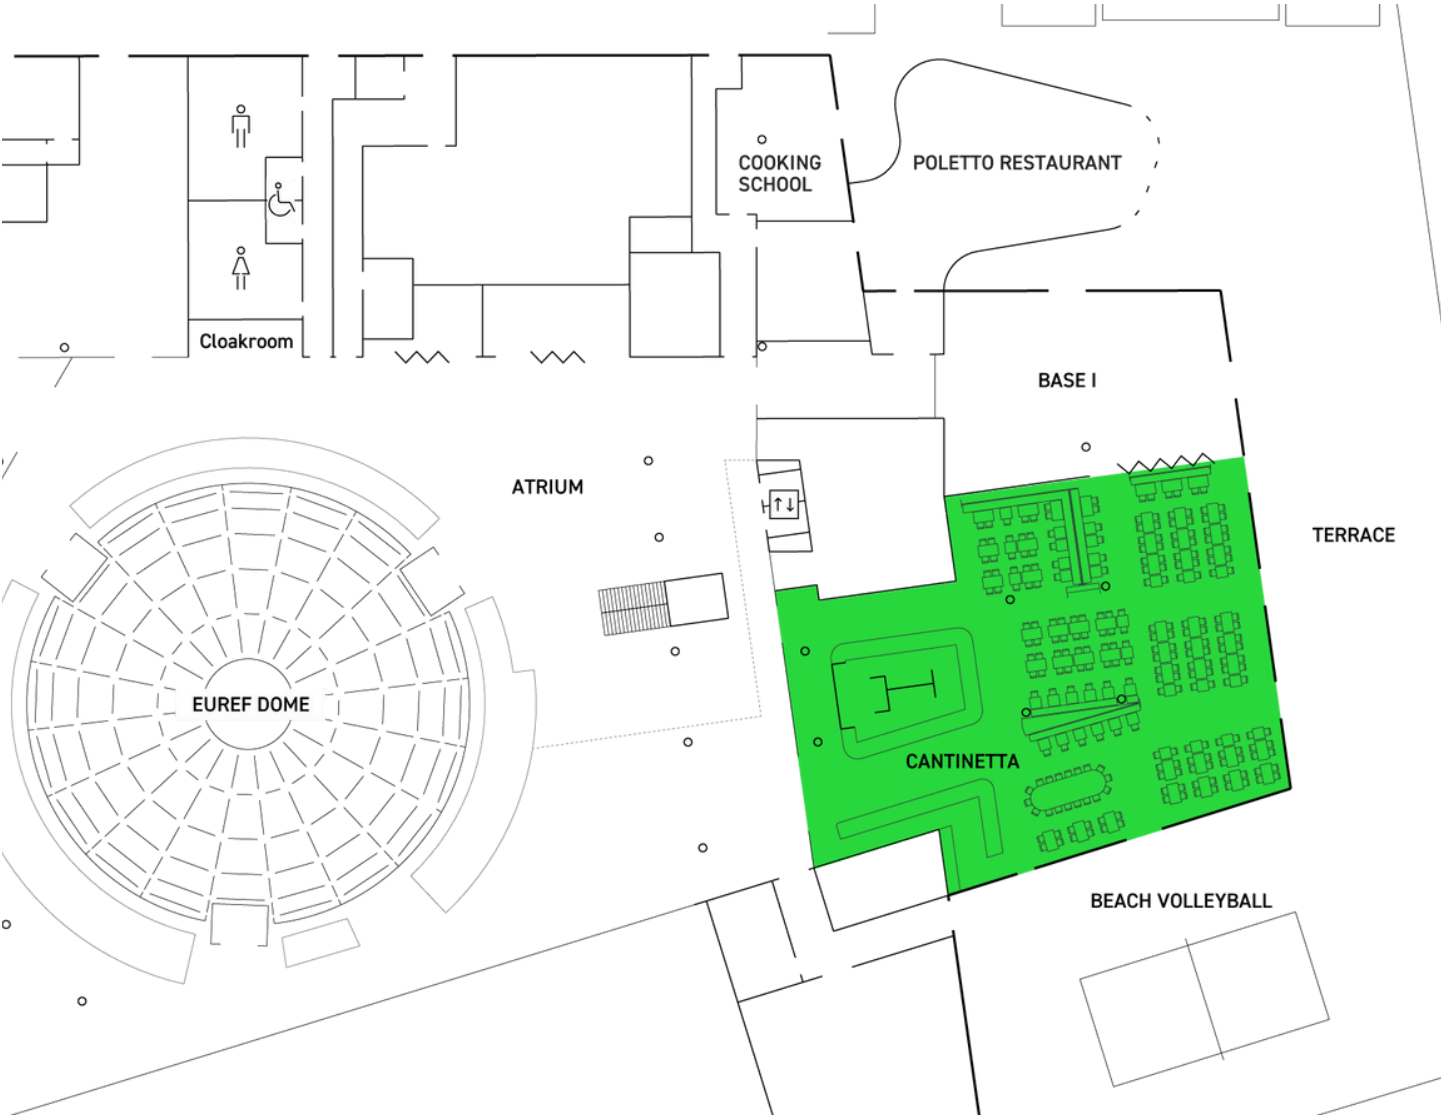 COOKING
SCHOOL
POLETTO RESTAURANT
Cloakroom
BASE I
ATRIUM
TERRACE
EUREF DOME
CANTINETTA
BEACH VOLLEYBALL